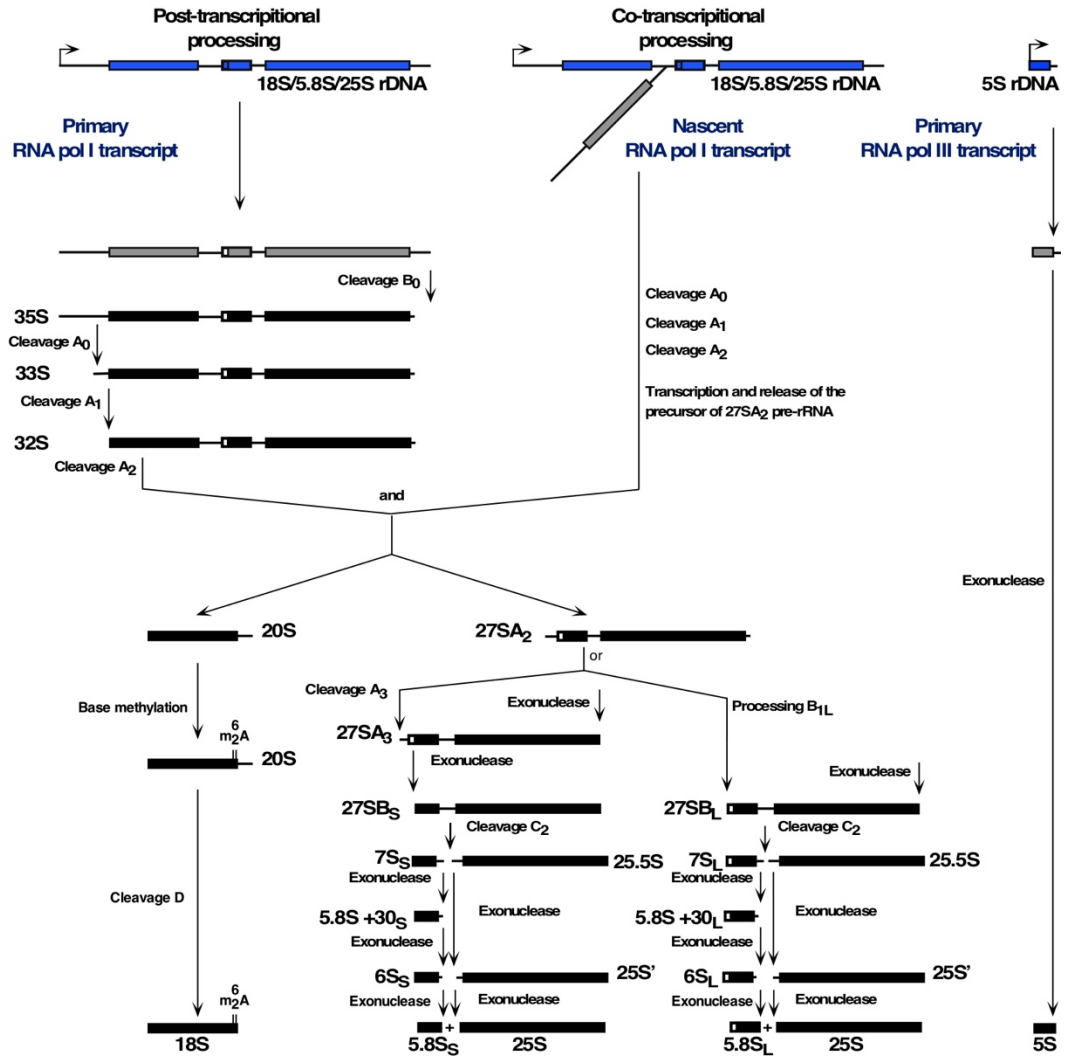 Post-transcripitional
processing
Co-transcripitional
processing
18S/5.8S/25S rDNA
18S/5.8S/25S rDNA
5S rDNA
Primary
RNA pol I transcript
Nascent
RNA pol I transcript
Primary
RNA pol III transcript
Cleavage B0
35S
Cleavage A0
33S
Cleavage A1
32S
Cleavage A2
Cleavage A0
Cleavage A1
Cleavage A2
Transcription and release of the
precursor of 27SA2 pre-rRNA
and
Exonuclease
20S
27SA2
or
Base methylation
Cleavage A3
Exonuclease
Processing B1L
6
m2A
20S
27SA3
Exonuclease
Exonuclease
27SBS
27SBL
Cleavage C2
Cleavage C2
7SS
25.5S
7SL
25.5S
Exonuclease
Exonuclease
Cleavage D
5.8S +30S
Exonuclease
5.8S +30L
Exonuclease
Exonuclease
Exonuclease
6SS
25S'
6SL
25S'
Exonuclease
Exonuclease
Exonuclease
Exonuclease
6
m2A
18S
5.8SS
+
25S
5.8SL
+
25S
5S